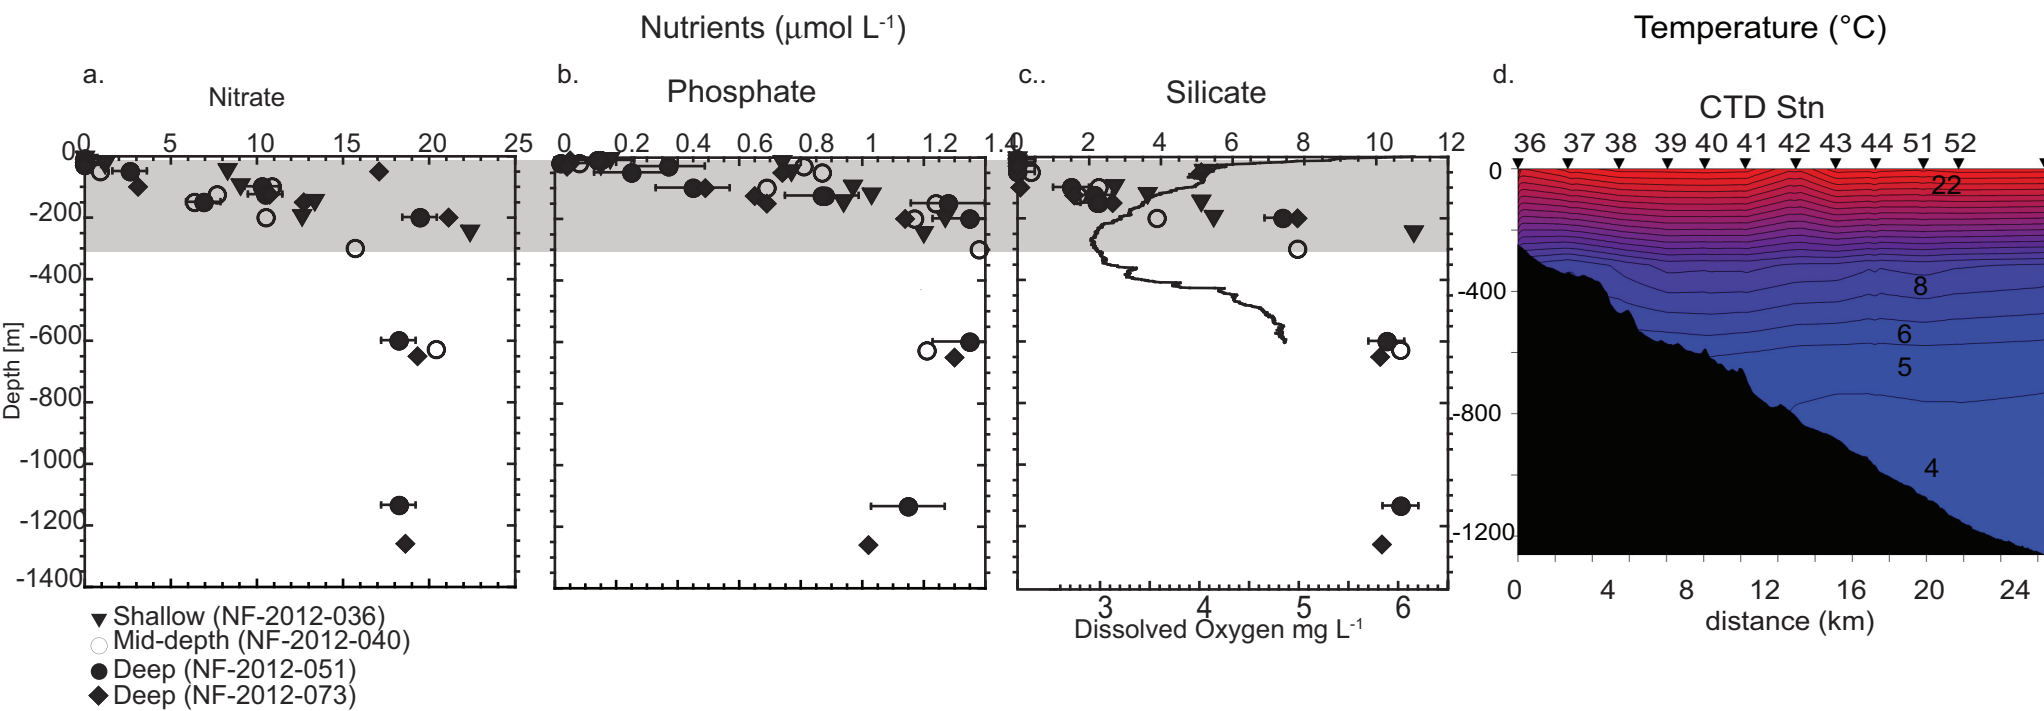 Nutrients (μmol L-1)
Temperature (°C)
a.
b.
c..
d.
Nitrate
Phosphate
Silicate
CTD Stn
0 5 10 15 20 25
0 0.2 0.4 0.6 0.8 1 1.2 1.4
0 2 4 6 8 10 12
36 37 38 39 40 41 42 43 44 51 52
0
-200
-400
-600
-800
-1000
-1200
-1400
Depth [m]
0
-400
-800
-1200
22
8
6
5
4
3 4 5 6
Dissolved Oxygen mg L-1
0 4 8 12 16 20 24
distance (km)
Shallow (NF-2012-036)
Mid-depth (NF-2012-040)
Deep (NF-2012-051)
Deep (NF-2012-073)